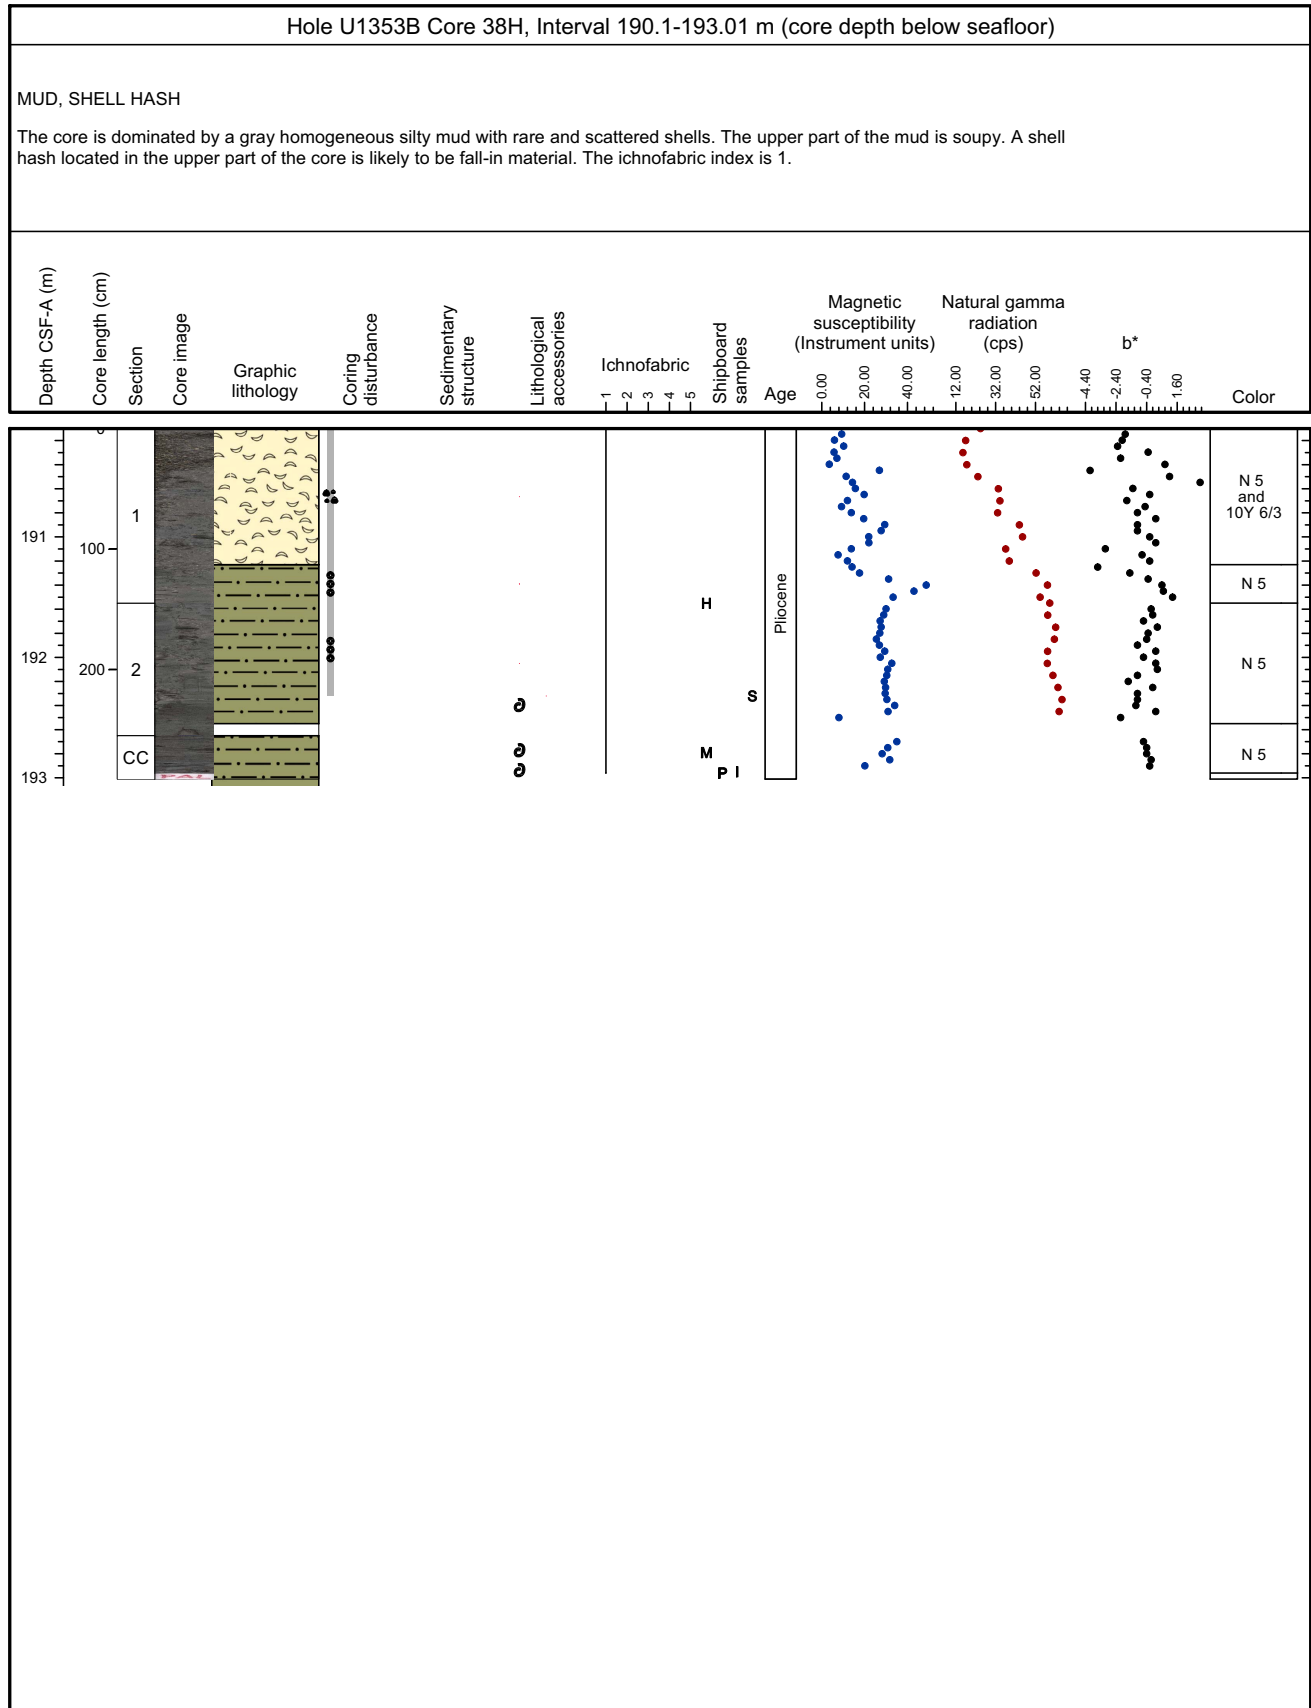 Hole U1353B Core 38H, Interval 190.1-193.01 m (core depth below seafloor)
MUD, SHELL HASH
The core is dominated by a gray homogeneous silty mud with rare and scattered shells. The upper part of the mud is soupy. A shell
hash located in the upper part of the core is likely to be fall-in material. The ichnofabric index is 1.
Depth CSF-A (m)
Core length (cm)
Section
Core image
Graphic
lithology
Coring
disturbance
Sedimentary
structure
Lithological
accessories
Ichnofabric
1 2 3 4 5
Shipboard
samples
Age
Magnetic
susceptibility
(Instrument units)
0.00 20.00 40.00
Natural gamma
radiation
(cps)
12.00 32.00 52.00
b*
-4.40 -2.40 -0.40 1.60
Color
0
1
N 5
and
10Y 6/3
191
100
N 5
Pliocene
H
192
200
2
N 5
S
CC
M
N 5
193
P I
PAL